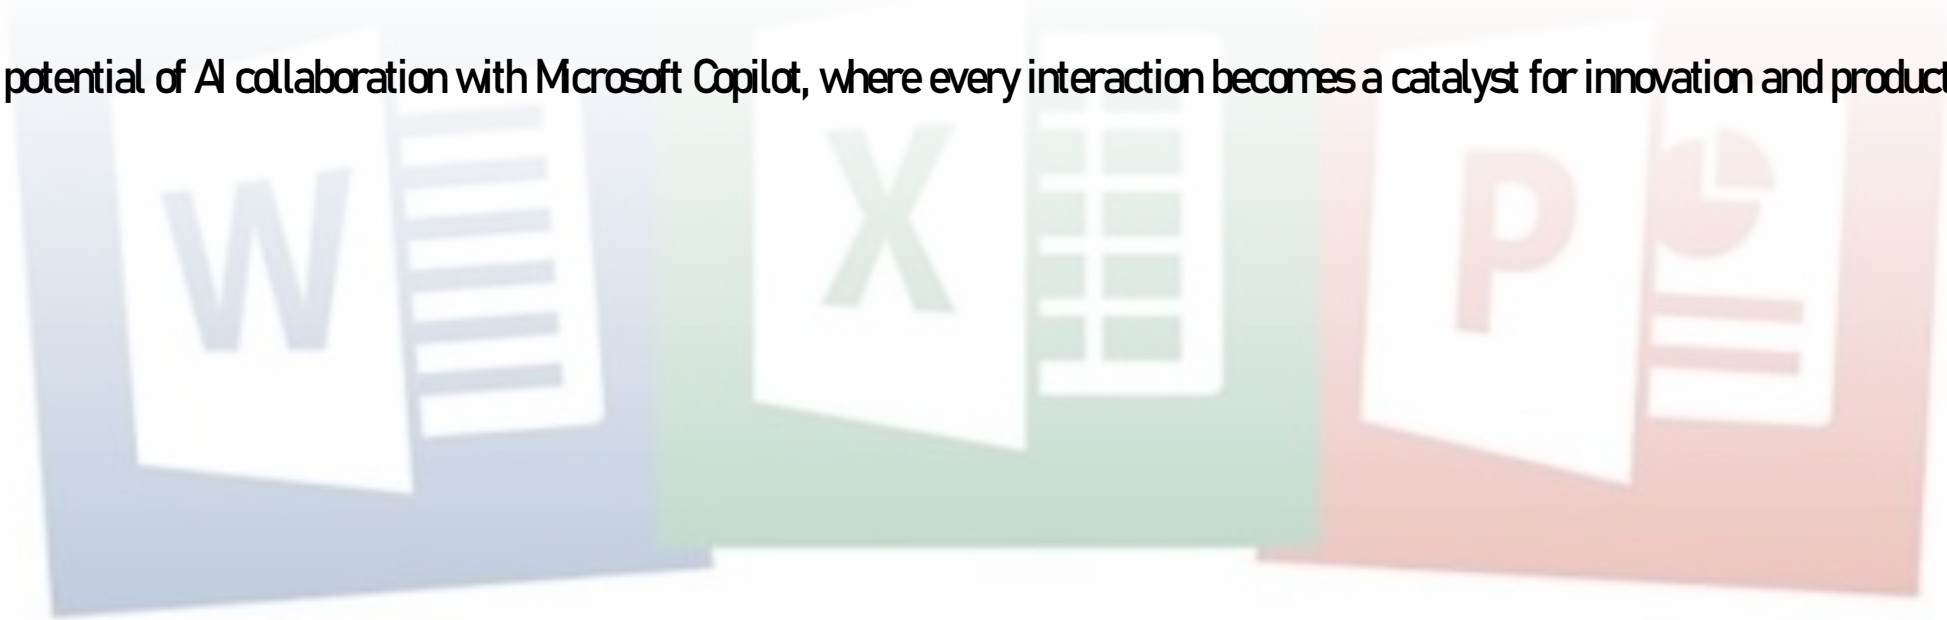 potential of AI collaboration with Microsoft Copilot, where every interaction becomes a catalyst for innovation and product
W
X
P